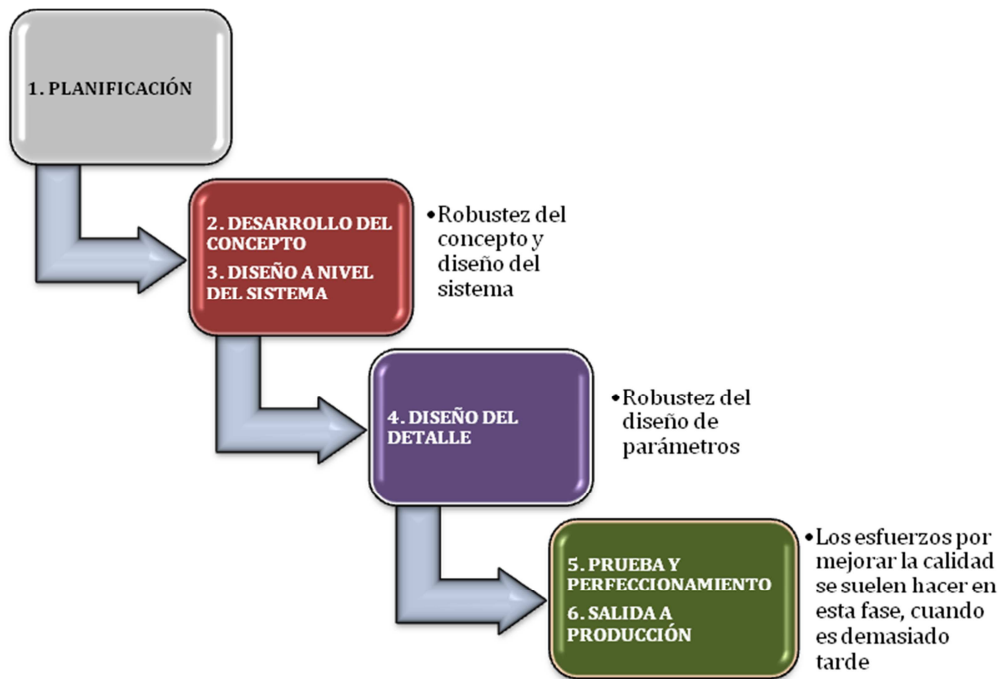 1. PLANIFICACIÓN
2. DESARROLLO DEL
CONCEPTO
3. DISEÑO A NIVEL
DEL SISTEMA
•Robustez del
concepto y
diseño del
sistema
4. DISEÑO DEL
DETALLE
•Robustez del
diseño de
parámetros
5. PRUEBA Y
PERFECCIONAMIENTO
6. SALIDA A
PRODUCCIÓN
•Los esfuerzos por
mejorar la calidad
se suelen hacer en
esta fase, cuando
es demasiado
tarde